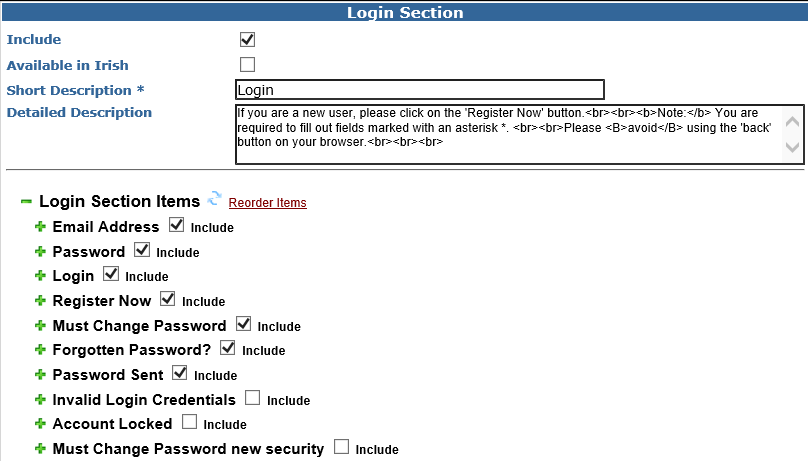 Login Section
Include
Available in Irish
Short Description * Login
Detailed Description If you are a new user, please click on the 'Register Now' button.<br><br><b>Note:</b> You are
required to fill out fields marked with an asterisk *. <br><br>Please <B>avoid</B> using the 'back'
button on your browser.<br><br><br>
Login Section Items Reorder Items
Email Address Include
Password Include
Login Include
Register Now Include
Must Change Password Include
Forgotten Password? Include
Password Sent Include
Invalid Login Credentials Include
Account Locked Include
Must Change Password new security Include